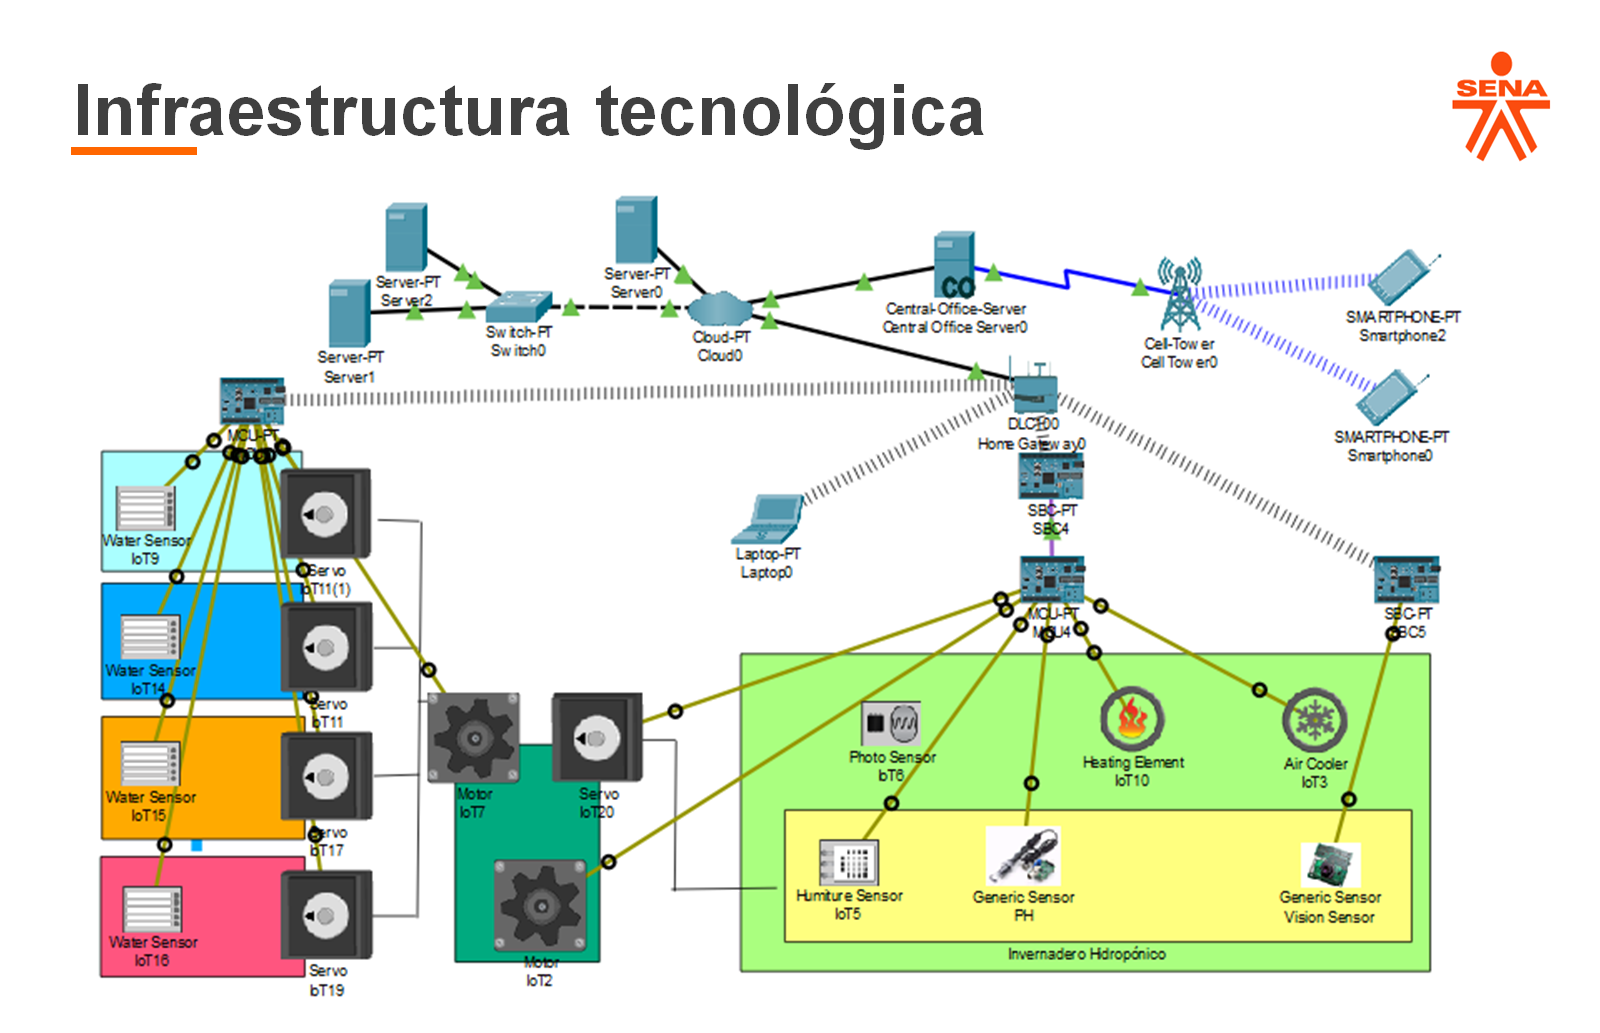 Infraestructura tecnológica
SENA
Server-PT
Server2
Server-PT
Server0
Server-PT
Server1
Switch-PT
Switch0
Cloud-PT
Cloud0
CO
Central-Office-Server
Central Office Server0
Cell-Tower
Cell Tower0
SMARTPHONE-PT
Smartphone2
SMARTPHONE-PT
Smartphone0
MCU-PT
DLC100
Home Gateway0
SBC-PT
SBC4
Laptop-PT
Laptop0
MCU-PT
MCU4
SBC-PT
SBC5
Water Sensor
IoT9
Servo
IoT11(1)
Water Sensor
IoT14
Servo
IoT11
Water Sensor
IoT15
Servo
IoT17
Water Sensor
IoT16
Servo
IoT19
Motor
IoT7
Servo
IoT20
Motor
IoT2
Photo Sensor
IoT6
Heating Element
IoT10
Air Cooler
IoT3
Humiture Sensor
IoT5
Generic Sensor
PH
Generic Sensor
Vision Sensor
Invernadero Hdropónico